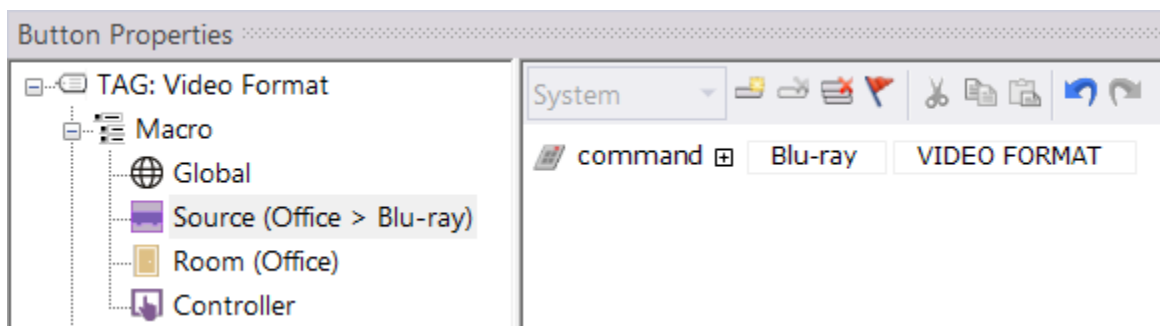 Button Properties
TAG: Video Format
Macro
Global
Source (Office > Blu-ray)
Room (Office)
Controller
System
command Blu-ray VIDEO FORMAT